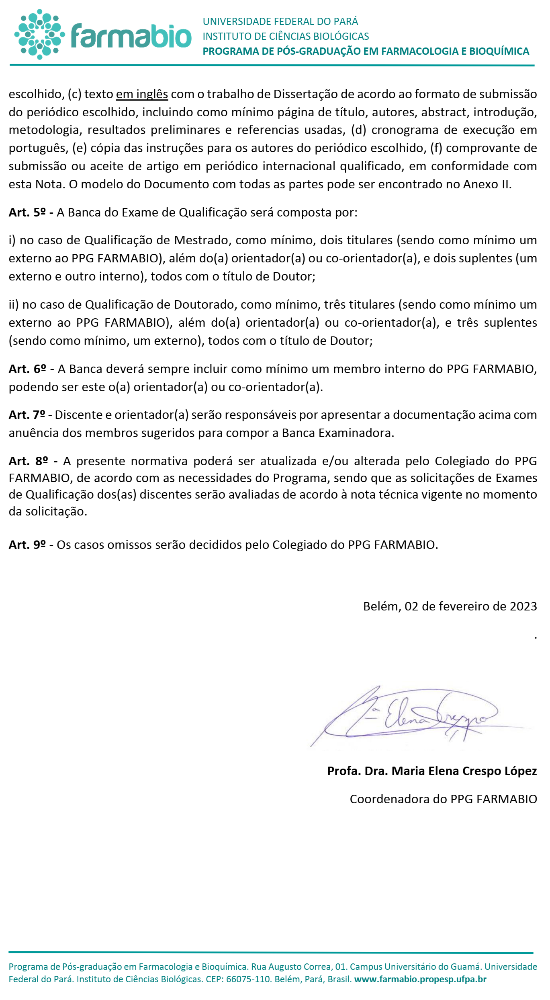 farmabio
UNIVERSIDADE FEDERAL DO PARÁ
INSTITUTO DE CIÊNCIAS BIOLÓGICAS
PROGRAMA DE PÓS-GRADUAÇÃO EM FARMACOLOGIA E BIOQUÍMICA
escolhido, (c) texto em inglês com o trabalho de Dissertação de acordo ao formato de submissão
do periódico escolhido, incluindo como mínimo página de título, autores, abstract, introdução,
metodologia, resultados preliminares e referencias usadas, (d) cronograma de execução em
português, (e) cópia das instruções para os autores do periódico escolhido, (f) comprovante de
submissão ou aceite de artigo em periódico internacional qualificado, em conformidade com
esta Nota. O modelo do Documento com todas as partes pode ser encontrado no Anexo II.
Art. 5º - A Banca do Exame de Qualificação será composta por:
i) no caso de Qualificação de Mestrado, como mínimo, dois titulares (sendo como mínimo um
externo ao PPG FARMABIO), além do(a) orientador(a) ou co-orientador(a), e dois suplentes (um
externo e outro interno), todos com o título de Doutor;
ii) no caso de Qualificação de Doutorado, como mínimo, três titulares (sendo como mínimo um
externo ao PPG FARMABIO), além do(a) orientador(a) ou co-orientador(a), e três suplentes
(sendo como mínimo, um externo), todos com o título de Doutor;
Art. 6º - A Banca deverá sempre incluir como mínimo um membro interno do PPG FARMABIO,
podendo ser este o(a) orientador(a) ou co-orientador(a).
Art. 7º - Discente e orientador(a) serão responsáveis por apresentar a documentação acima com
anuência dos membros sugeridos para compor a Banca Examinadora.
Art. 8º - A presente normativa poderá ser atualizada e/ou alterada pelo Colegiado do PPG
FARMABIO, de acordo com as necessidades do Programa, sendo que as solicitações de Exames
de Qualificação dos(as) discentes serão avaliadas de acordo à nota técnica vigente no momento
da solicitação.
Art. 9º - Os casos omissos serão decididos pelo Colegiado do PPG FARMABIO.
Belém, 02 de fevereiro de 2023
.
Mª Elena Crespo
Profa. Dra. Maria Elena Crespo López
Coordenadora do PPG FARMABIO
Programa de Pós-graduação em Farmacologia e Bioquímica. Rua Augusto Correa, 01. Campus Universitário do Guamá. Universidade
Federal do Pará. Instituto de Ciências Biológicas. CEP: 66075-110. Belém, Pará, Brasil. www.farmabio.propesp.ufpa.br